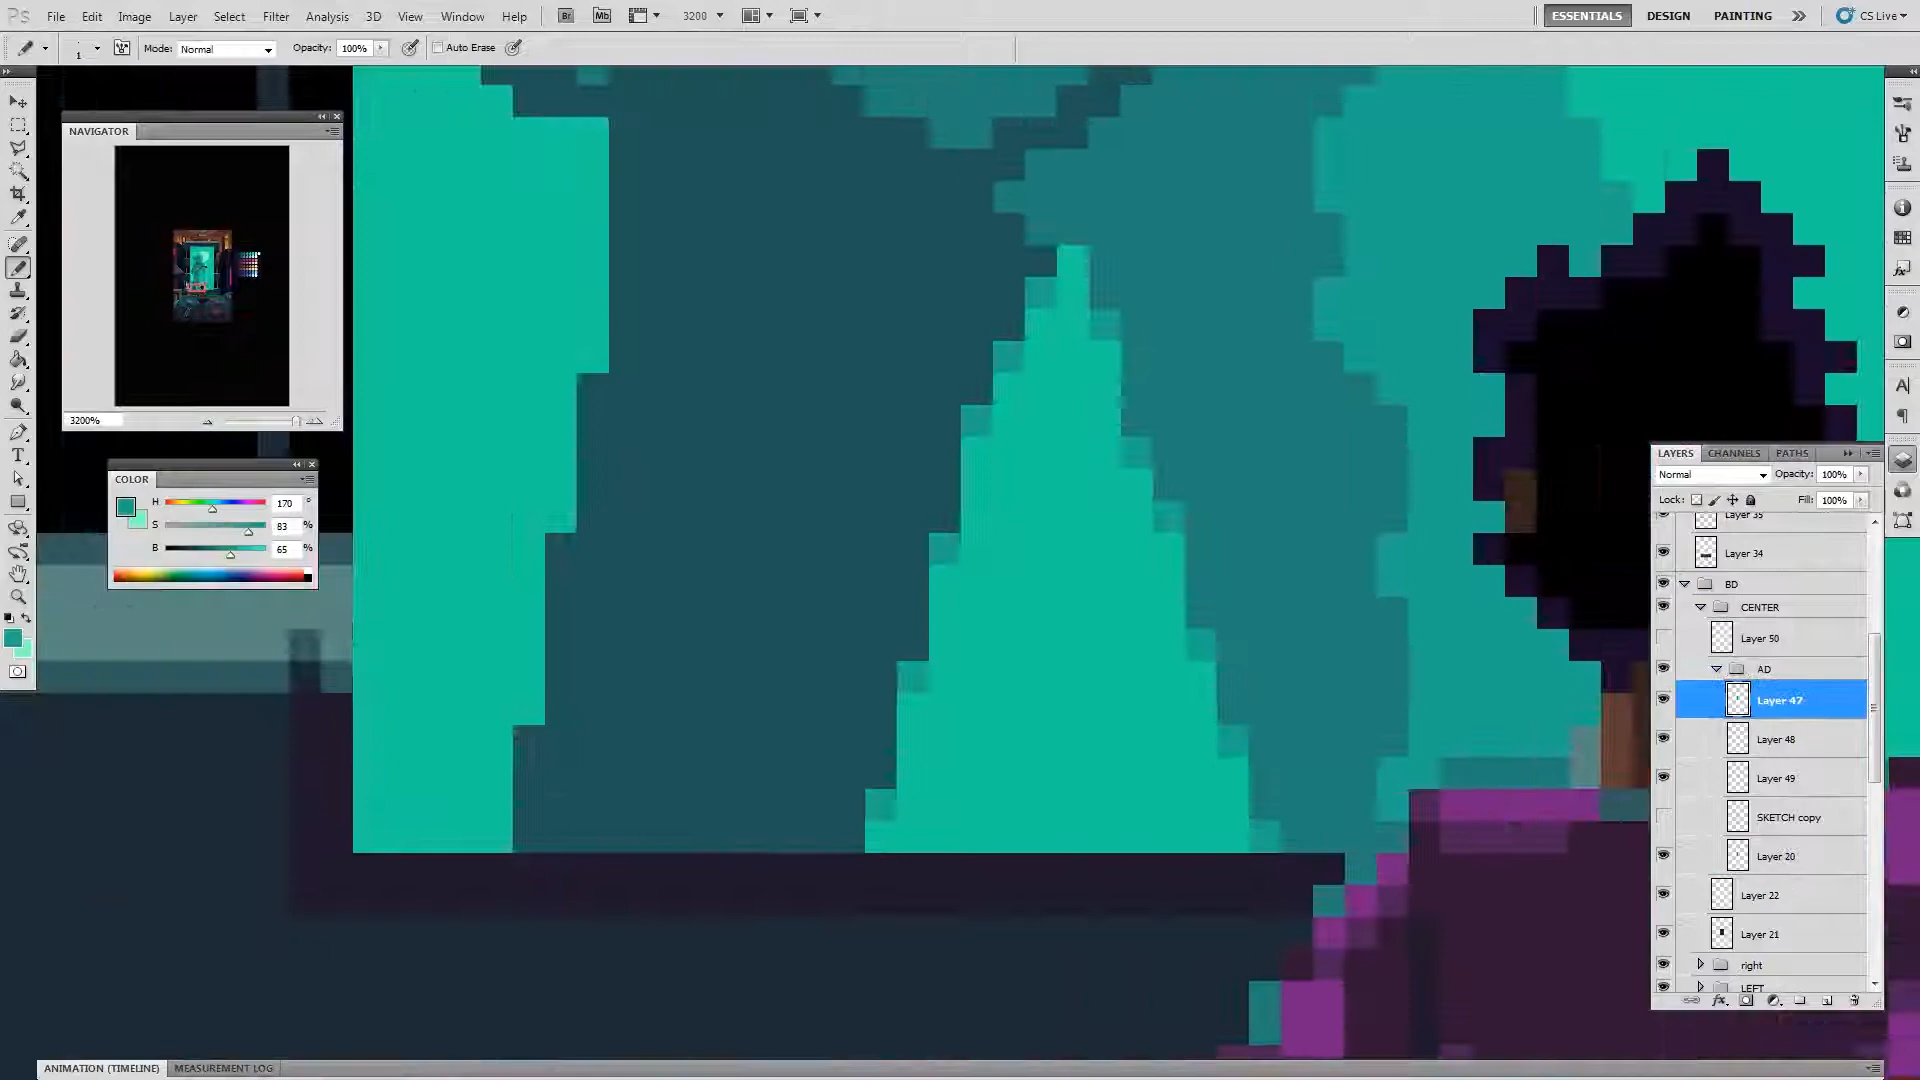 Ps File Edit Image Layer Select Filter Analysis 3D View Window Help Br Mb 3200 ESSENTIALS DESIGN PAINTING CS Live
1 Mode: Normal Opacity: 100% Auto Erase
NAVIGATOR
3200%
COLOR
H 170 °
S 83 %
B 65 %
LAYERS CHANNELS PATHS
Normal Opacity: 100%
Lock: Fill: 100%
Layer 35
Layer 34
BD
CENTER
Layer 50
AD
Layer 47
Layer 48
Layer 49
SKETCH copy
Layer 20
Layer 22
Layer 21
right
LEFT
ANIMATION (TIMELINE) MEASUREMENT LOG